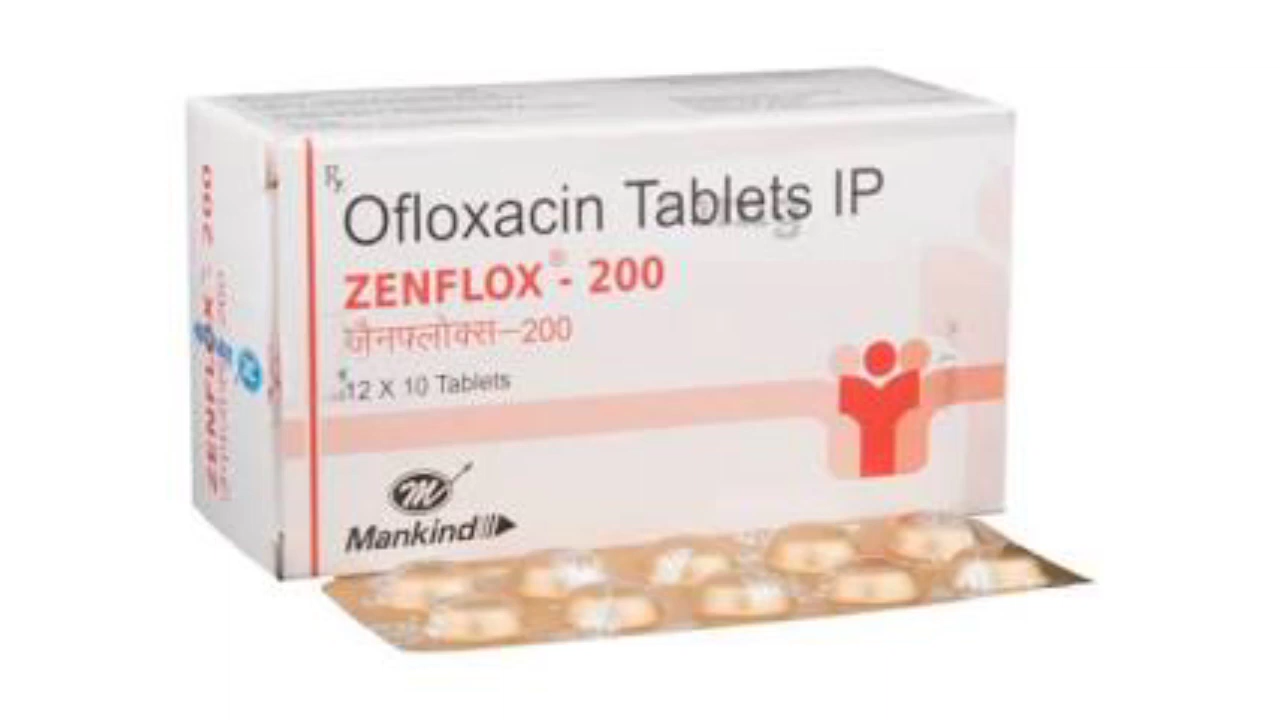 Rx
Ofloxacin Tablets IP
ZENFLOX® - 200
जैनफ्लोक्स–200
12 X 10 Tablets
Mankind
ZENFLOX - 200